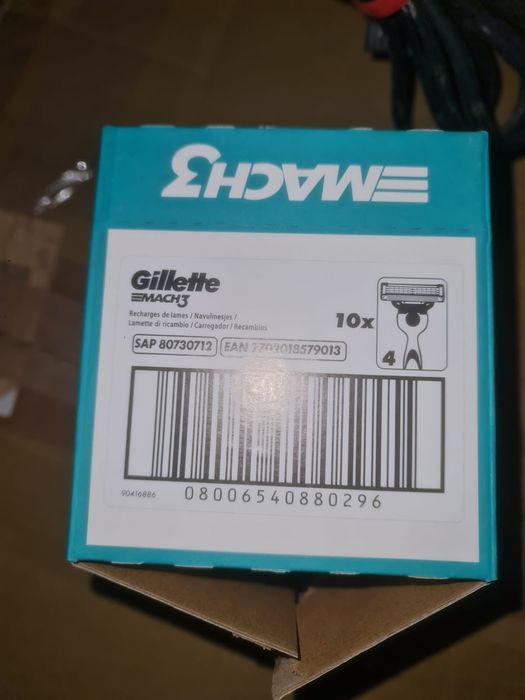 MACH3
Gillette
MACH3
Recharges de lames / Navulmesjes /
Lamette di ricambio / Carregador / Recambios
10x
4
SAP 80730712
EAN 7702018579013
90416886
08006540880296